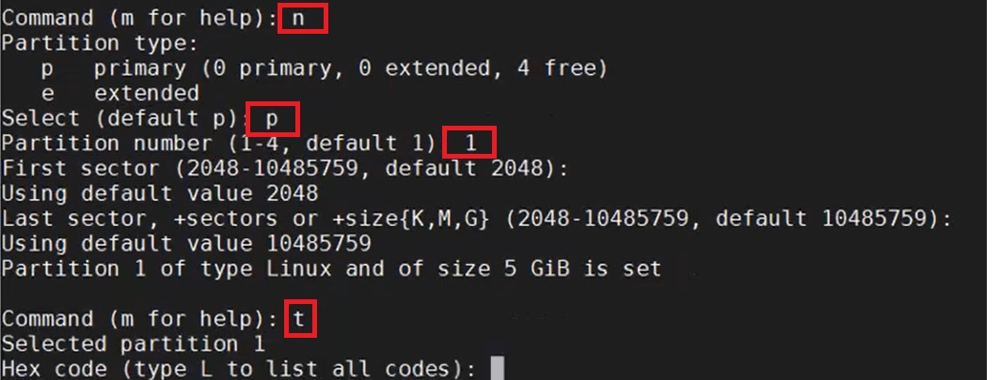 Command (m for help): n
Partition type:
   p   primary (0 primary, 0 extended, 4 free)
   e   extended
Select (default p): p
Partition number (1-4, default 1) 1
First sector (2048-10485759, default 2048):
Using default value 2048
Last sector, +sectors or +size{K,M,G} (2048-10485759, default 10485759):
Using default value 10485759
Partition 1 of type Linux and of size 5 GiB is set
Command (m for help): t
Selected partition 1
Hex code (type L to list all codes):